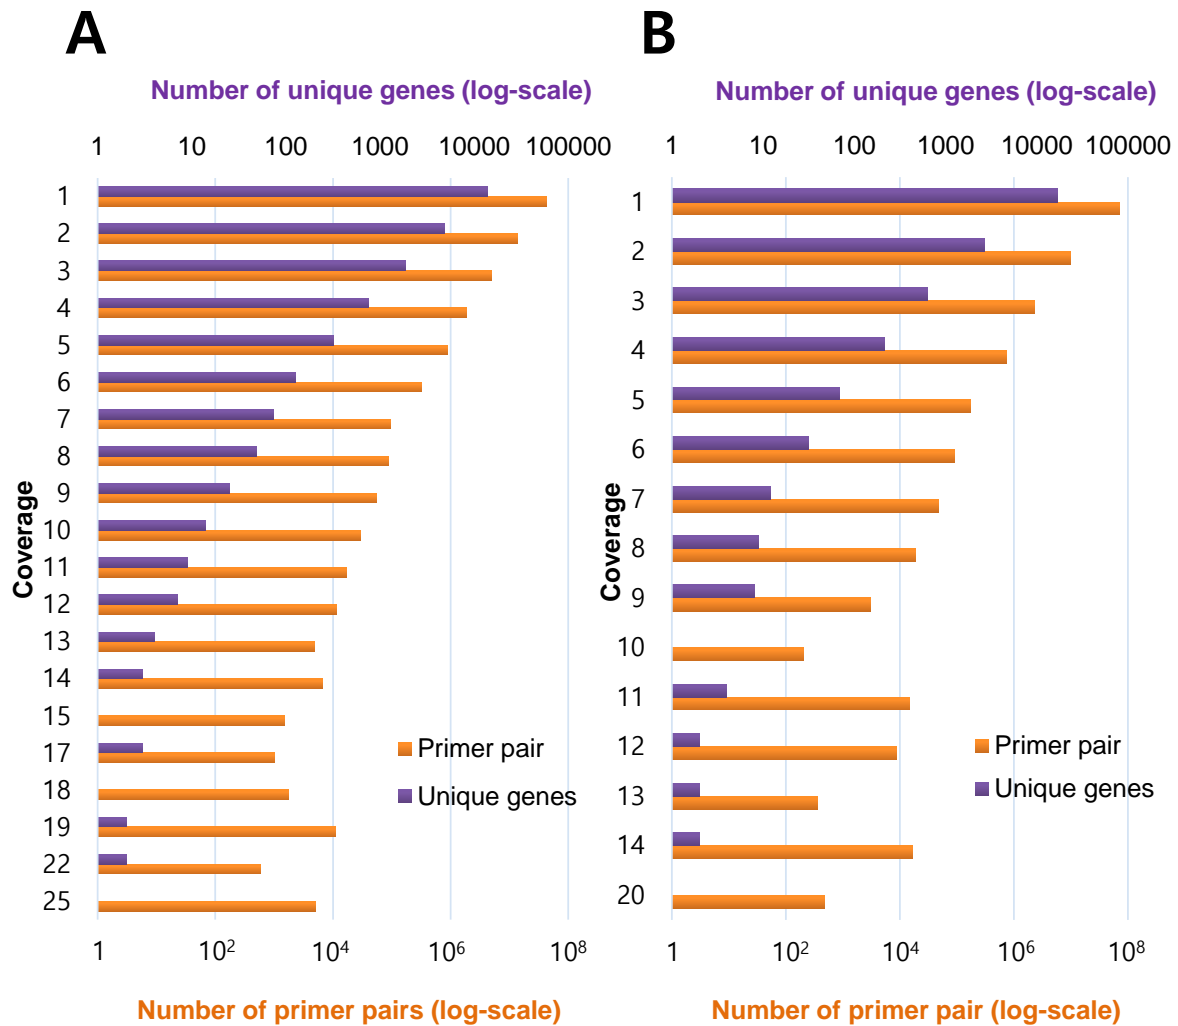 A
Number of unique genes (log-scale)
1 10 100 1000 10000 100000
Coverage
1
2
3
4
5
6
7
8
9
10
11
12
13
14
15
17
18
19
22
25
Primer pair
Unique genes
1 10² 10⁴ 10⁶ 10⁸
Number of primer pairs (log-scale)
B
Number of unique genes (log-scale)
1 10 100 1000 10000 100000
Coverage
1
2
3
4
5
6
7
8
9
10
11
12
13
14
20
Primer pair
Unique genes
1 10² 10⁴ 10⁶ 10⁸
Number of primer pair (log-scale)